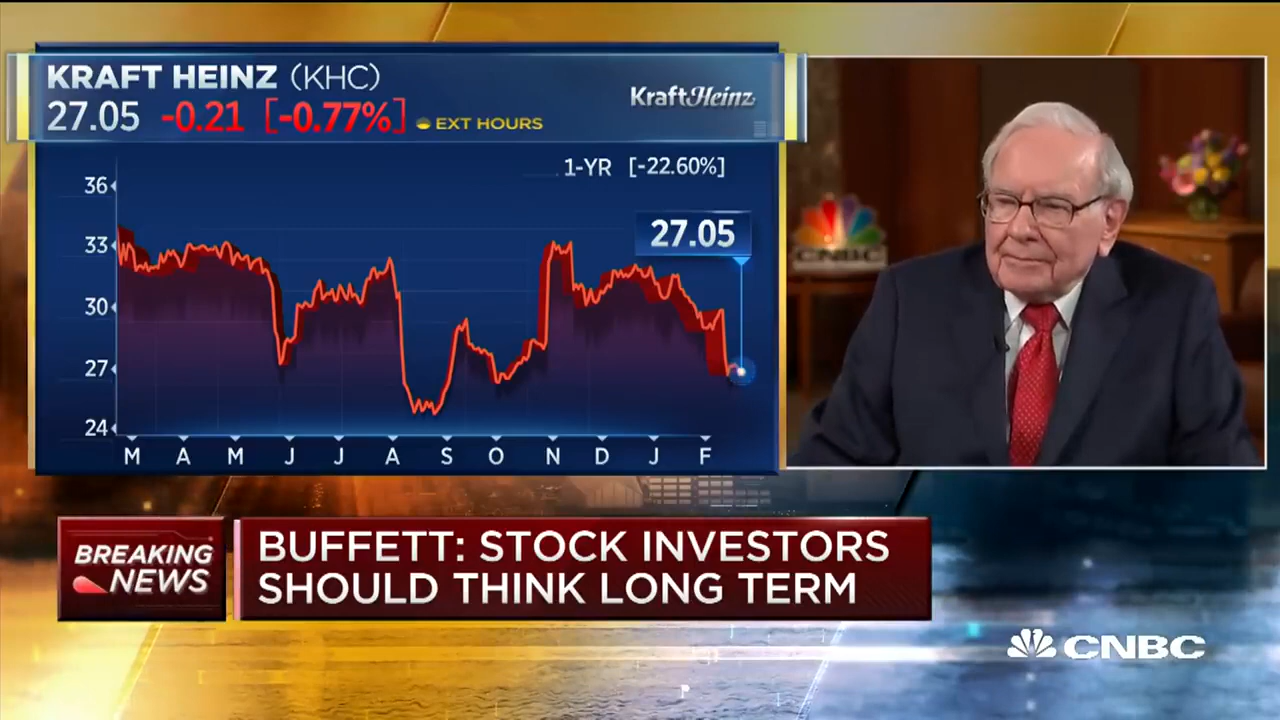 KRAFT HEINZ (KHC)
27.05 -0.21 [-0.77%] EXT HOURS
KraftHeinz
1-YR [-22.60%]
27.05
36
33
30
27
24
M A M J J A S O N D J F
CNBC
BREAKING
NEWS
BUFFETT: STOCK INVESTORS
SHOULD THINK LONG TERM
CNBC